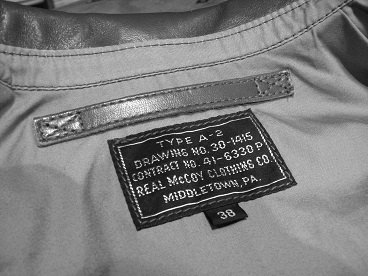 TYPE A-2
DRAWING NO. 30-1415
CONTRACT NO. 41-6330 P
REAL McCOY CLOTHING CO.
MIDDLETOWN, PA.
38